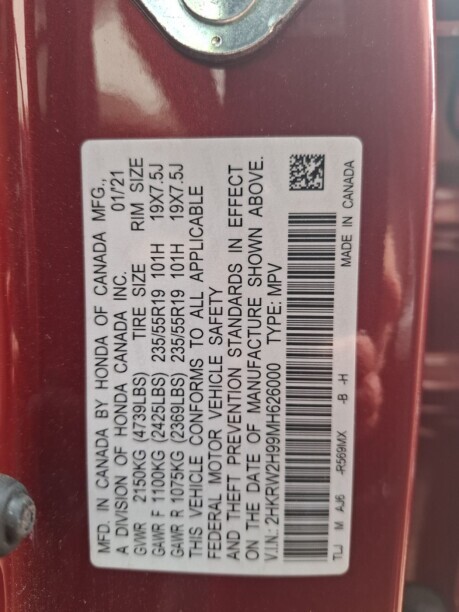 MFD. IN CANADA BY HONDA OF CANADA MFG.,
A DIVISION OF HONDA CANADA INC. 01/'21
GVWR 2150KG (4739LBS) TIRE SIZE RIM SIZE
GAWR F 1100KG (2425LBS) 235/55R19 101H 19X7.5J
GAWR R 1075KG (2369LBS) 235/55R19 101H 19X7.5J
THIS VEHICLE CONFORMS TO ALL APPLICABLE
FEDERAL MOTOR VEHICLE SAFETY
AND THEFT PREVENTION STANDARDS IN EFFECT
ON THE DATE OF MANUFACTURE SHOWN ABOVE.
V.I.N.: 2HKRW2H99MH626000 TYPE: MPV
TLJ M AJ6 -R569MX -B -H MADE IN CANADA